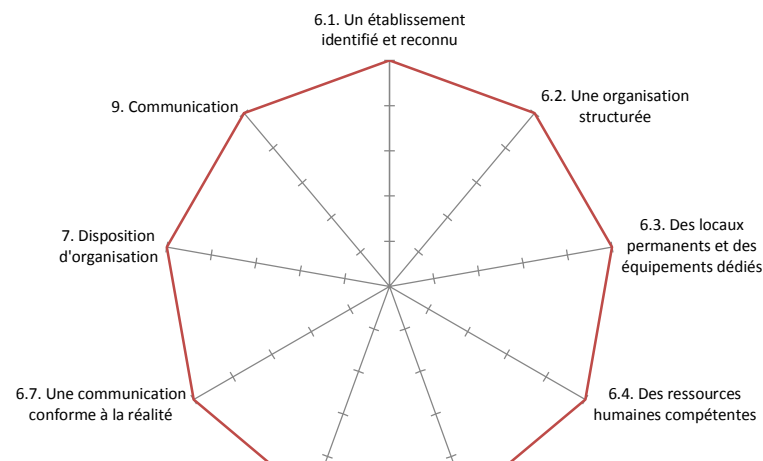 6.1. Un établissement
identifié et reconnu
9. Communication
6.2. Une organisation
structurée
7. Disposition
d'organisation
6.3. Des locaux
permanents et des
équipements dédiés
6.7. Une communication
conforme à la réalité
6.4. Des ressources
humaines compétentes